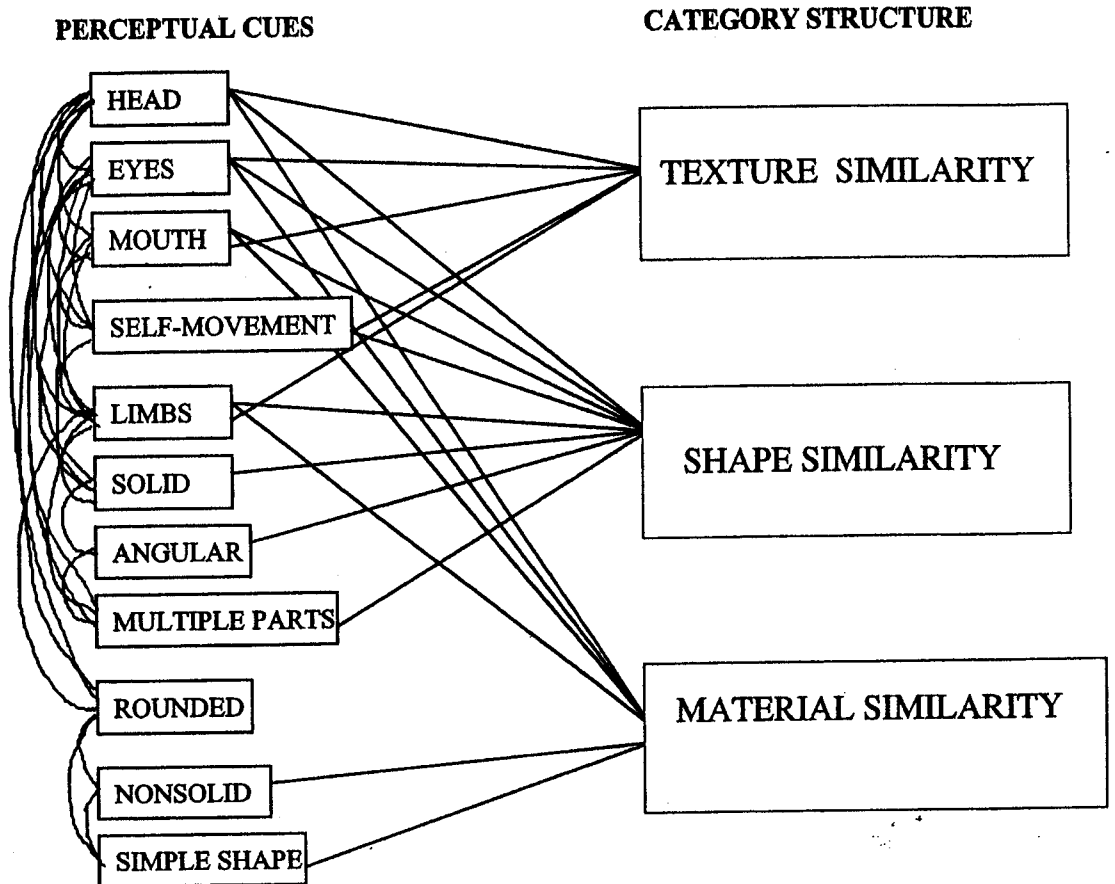 PERCEPTUAL CUES
CATEGORY STRUCTURE
HEAD
EYES
MOUTH
SELF-MOVEMENT
LIMBS
SOLID
ANGULAR
MULTIPLE PARTS
ROUNDED
NONSOLID
SIMPLE SHAPE
TEXTURE SIMILARITY
SHAPE SIMILARITY
MATERIAL SIMILARITY